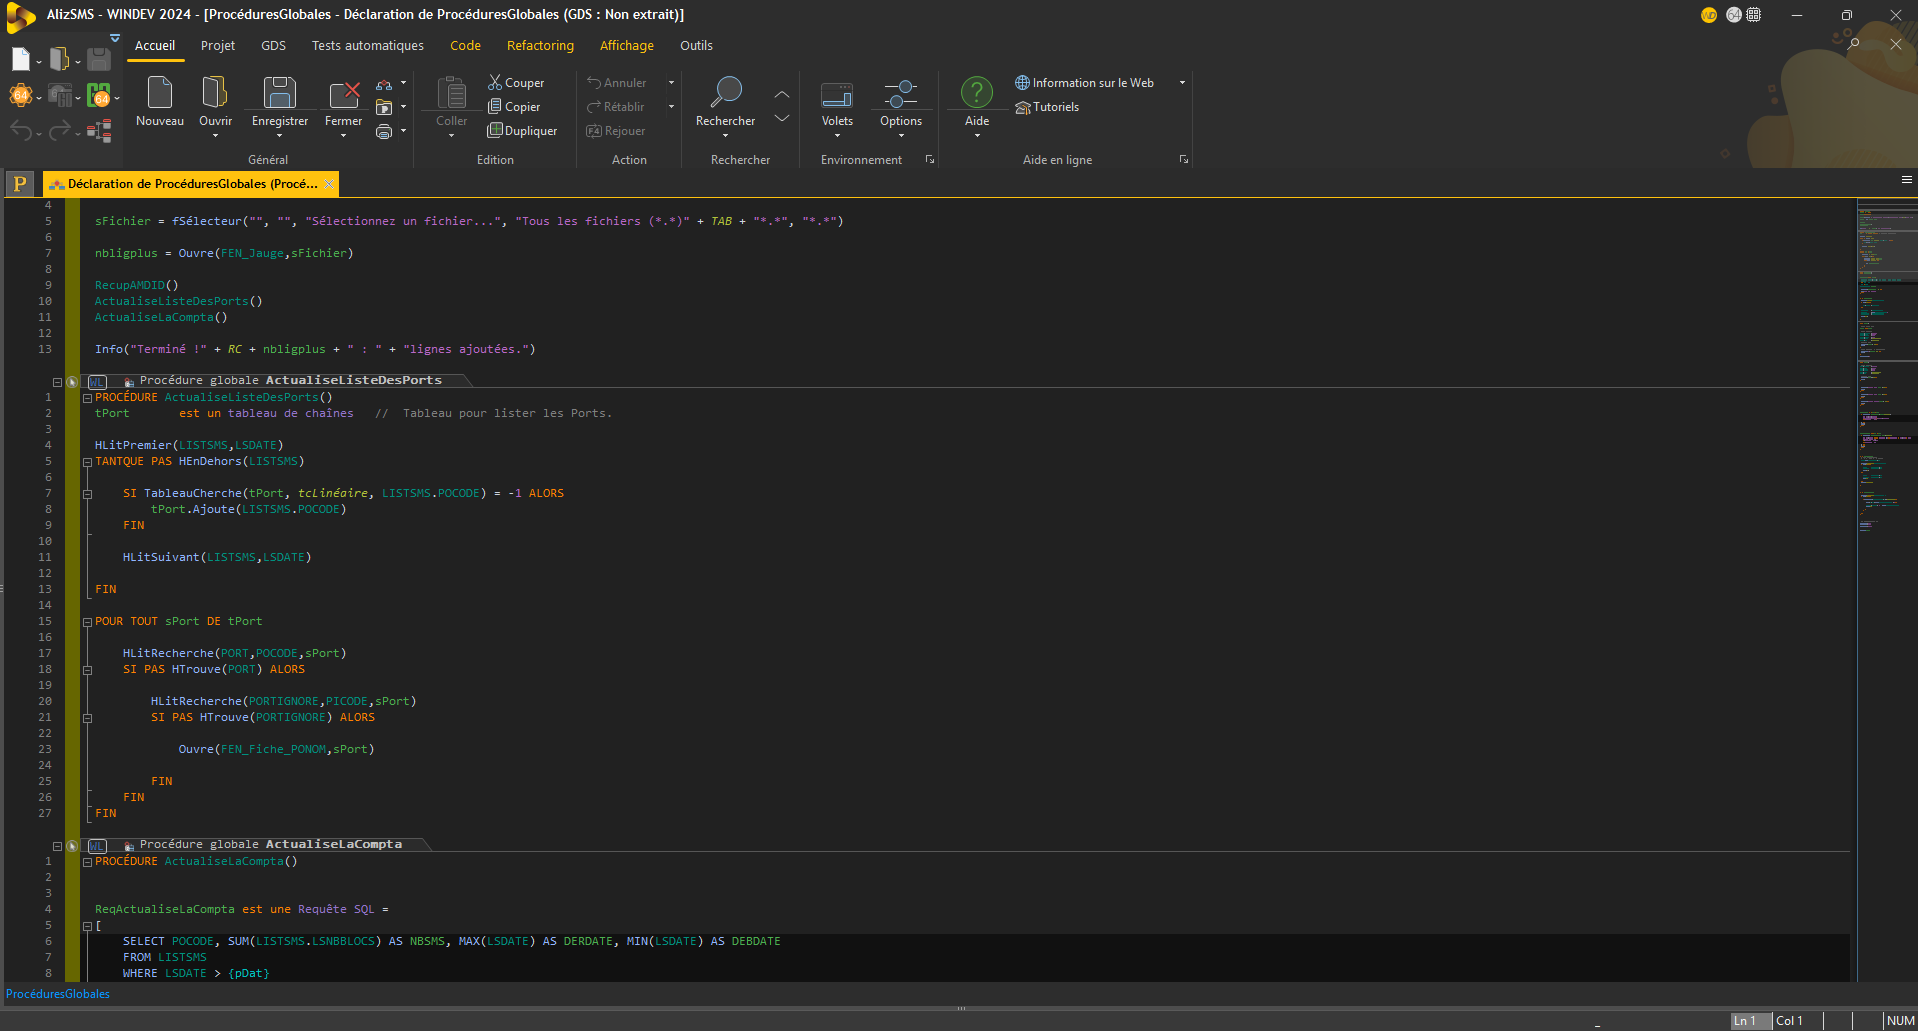 AlizSMS - WINDEV 2024 - [ProcéduresGlobales - Déclaration de ProcéduresGlobales (GDS : Non extrait)]
WD 64
Accueil Projet GDS Tests automatiques Code Refactoring Affichage Outils
64 64
Nouveau Ouvrir Enregistrer Fermer
Coller Couper Copier Dupliquer
Annuler Rétablir F4 Rejouer
Rechercher
Volets Options
Aide Information sur le Web Tutoriels
Général Edition Action Rechercher Environnement Aide en ligne
P Déclaration de ProcéduresGlobales (Procé...
4
5 sFichier = fSélecteur("", "", "Sélectionnez un fichier...", "Tous les fichiers (*.*)" + TAB + "*.*", "*.*")
6
7 nbligplus = Ouvre(FEN_Jauge,sFichier)
8
9 RecupAMDID()
10 ActualiseListeDesPorts()
11 ActualiseLaCompta()
12
13 Info("Terminé !" + RC + nbligplus + " : " + "lignes ajoutées.")
WL Procédure globale ActualiseListeDesPorts
1 PROCÉDURE ActualiseListeDesPorts()
2 tPort est un tableau de chaînes // Tableau pour lister les Ports.
3
4 HLitPremier(LISTSMS,LSDATE)
5 TANTQUE PAS HEnDehors(LISTSMS)
6
7 SI TableauCherche(tPort, tcLinéaire, LISTSMS.POCODE) = -1 ALORS
8 tPort.Ajoute(LISTSMS.POCODE)
9 FIN
10
11 HLitSuivant(LISTSMS,LSDATE)
12
13 FIN
14
15 POUR TOUT sPort DE tPort
16
17 HLitRecherche(PORT,POCODE,sPort)
18 SI PAS HTrouve(PORT) ALORS
19
20 HLitRecherche(PORTIGNORE,PICODE,sPort)
21 SI PAS HTrouve(PORTIGNORE) ALORS
22
23 Ouvre(FEN_Fiche_PONOM,sPort)
24
25 FIN
26 FIN
27 FIN
WL Procédure globale ActualiseLaCompta
1 PROCÉDURE ActualiseLaCompta()
2
3
4 ReqActualiseLaCompta est une Requête SQL =
5 [
6 SELECT POCODE, SUM(LISTSMS.LSNBBLOCS) AS NBSMS, MAX(LSDATE) AS DERDATE, MIN(LSDATE) AS DEBDATE
7 FROM LISTSMS
8 WHERE LSDATE > {pDat}
ProcéduresGlobales
Ln 1 Col 1 NUM